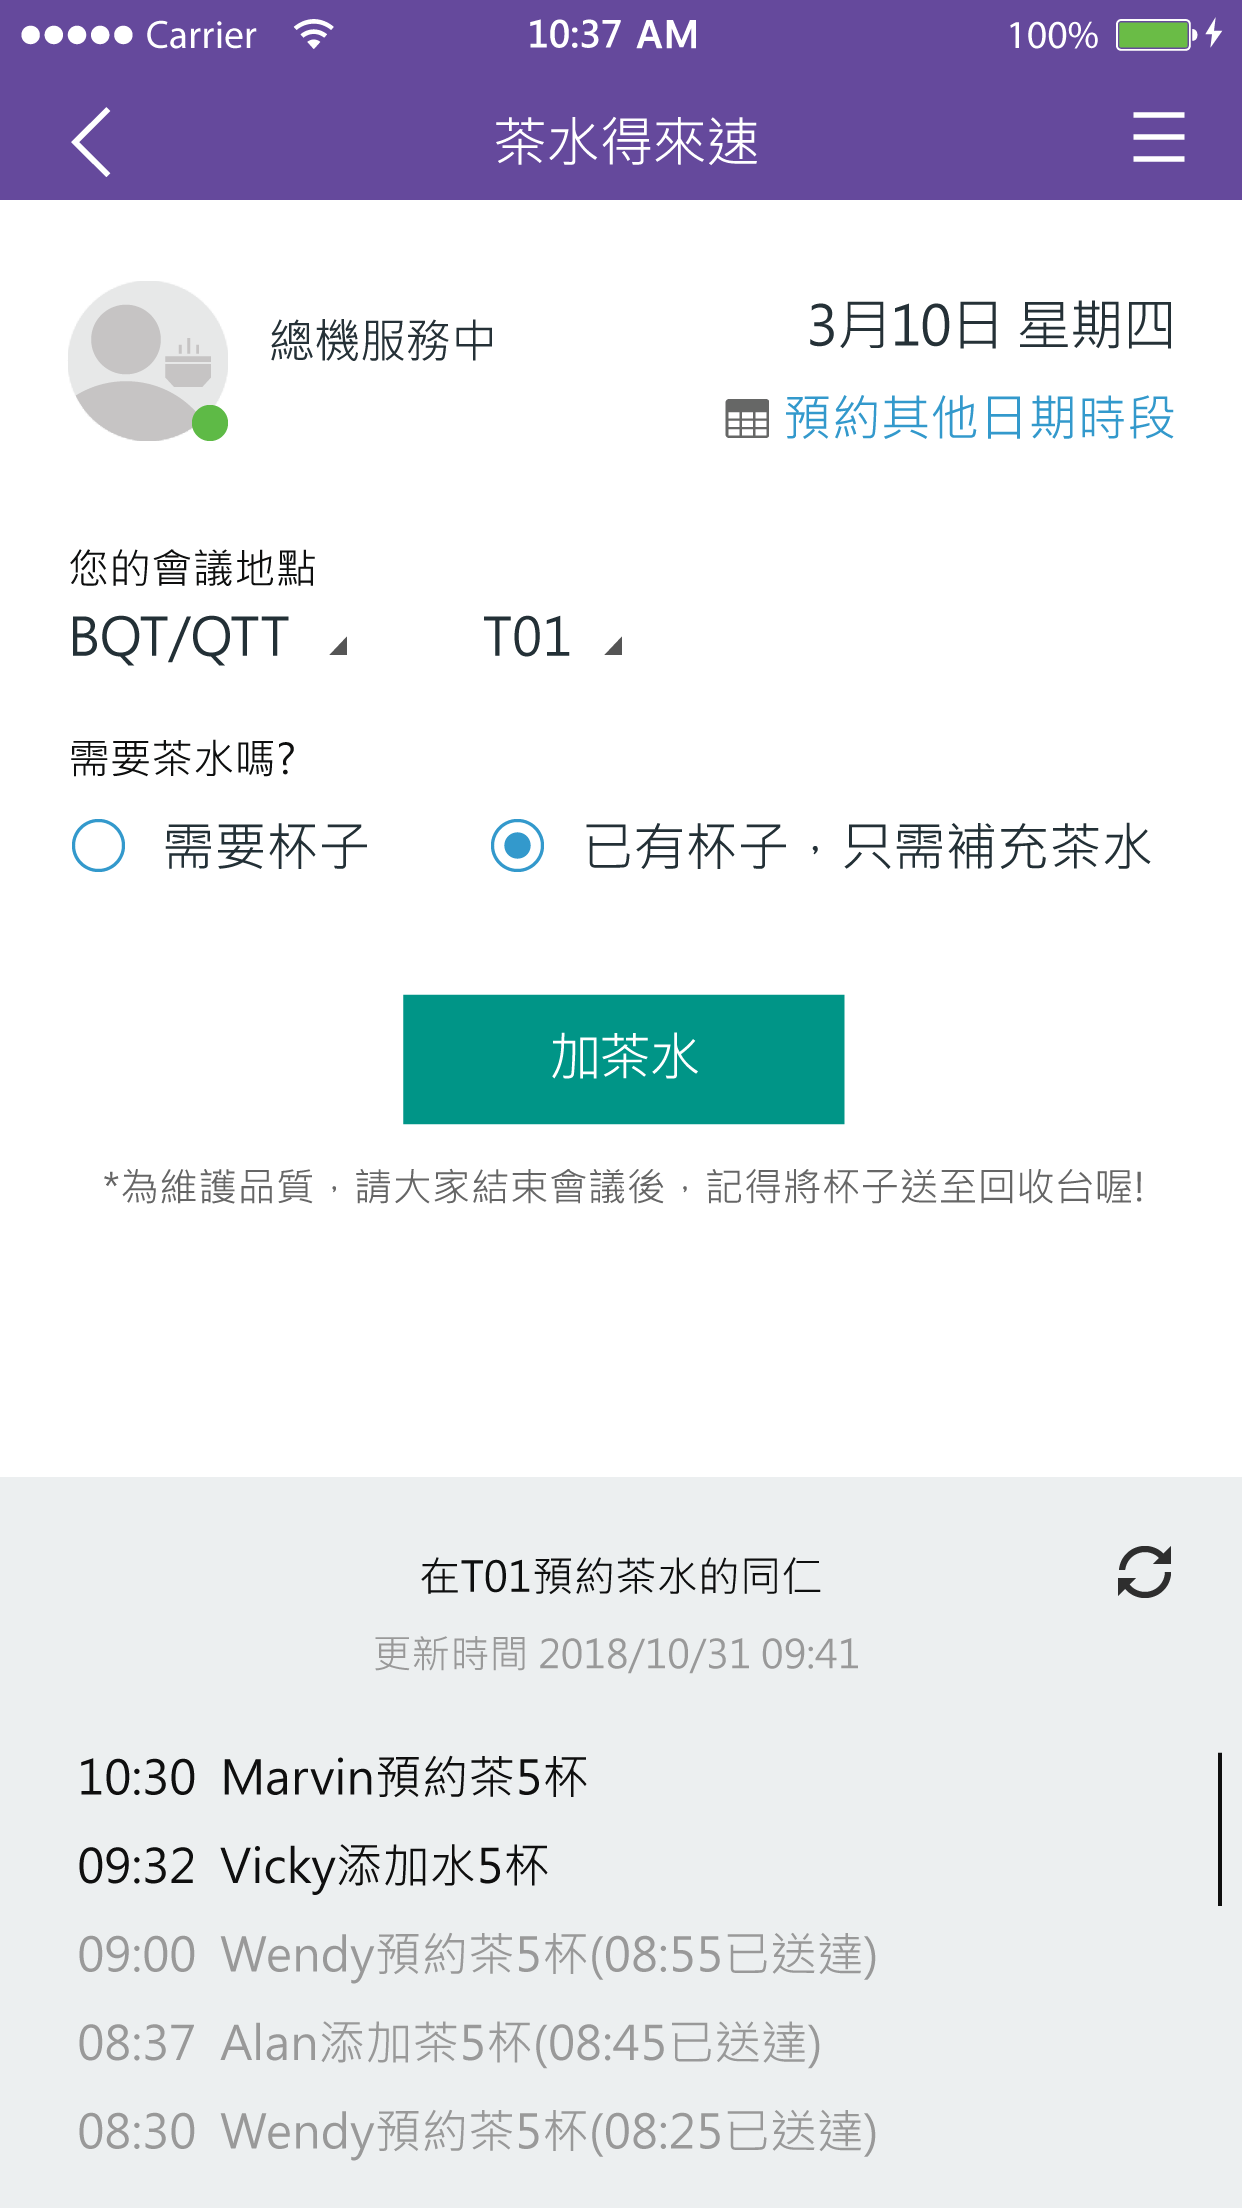 Carrier 10:37 AM 100%
茶水得來速
總機服務中
3月10日 星期四
預約其他日期時段
您的會議地點
BQT/QTT T01
需要茶水嗎?
需要杯子 已有杯子，只需補充茶水
加茶水
*為維護品質，請大家結束會議後，記得將杯子送至回收台喔!
在T01預約茶水的同仁
更新時間 2018/10/31 09:41
10:30 Marvin預約茶5杯
09:32 Vicky添加水5杯
09:00 Wendy預約茶5杯(08:55已送達)
08:37 Alan添加茶5杯(08:45已送達)
08:30 Wendy預約茶5杯(08:25已送達)